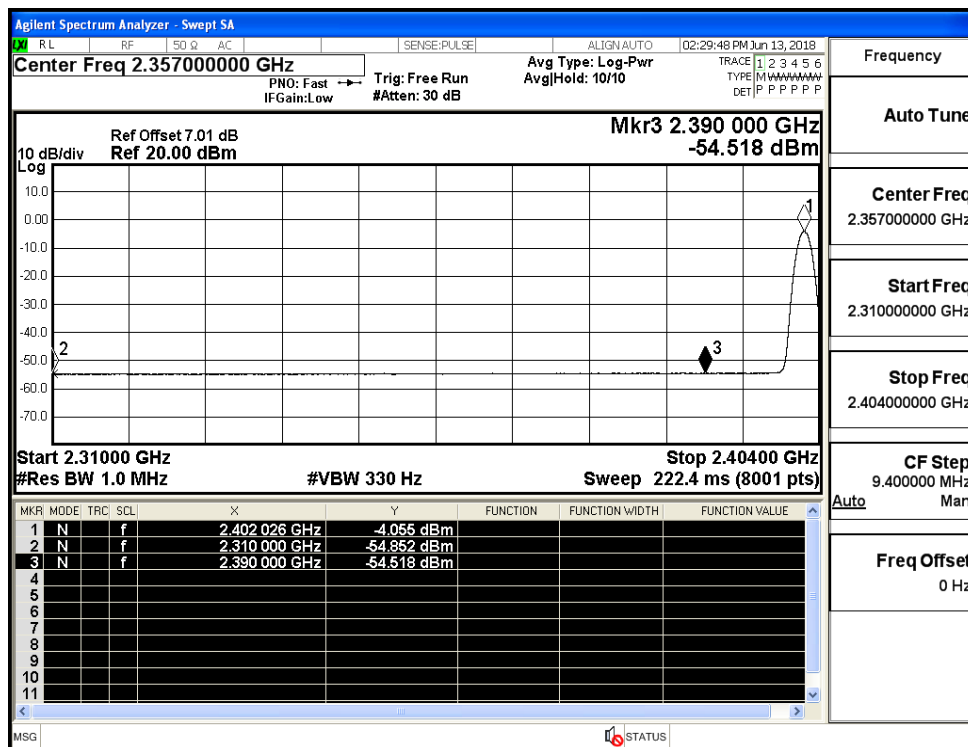 Agilent Spectrum Analyzer - Swept SA
LXI RL RF 50 Ω AC SENSE:PULSE ALIGN AUTO 02:29:48 PM Jun 13, 2018
Center Freq 2.357000000 GHz
PNO: Fast
IFGain:Low
Trig: Free Run
#Atten: 30 dB
Avg Type: Log-Pwr
Avg|Hold: 10/10
TRACE 1 2 3 4 5 6
TYPE M
DET P P P P P P
Ref Offset 7.01 dB
Ref 20.00 dBm
10 dB/div
Log
Mkr3 2.390 000 GHz
-54.518 dBm
10.0
0.00
-10.0
-20.0
-30.0
-40.0
-50.0
-60.0
-70.0
1
2
3
Start 2.31000 GHz Stop 2.40400 GHz
#Res BW 1.0 MHz #VBW 330 Hz Sweep 222.4 ms (8001 pts)
MKR MODE TRC SCL X Y FUNCTION FUNCTION WIDTH FUNCTION VALUE
1 N f 2.402 026 GHz -4.055 dBm
2 N f 2.310 000 GHz -54.852 dBm
3 N f 2.390 000 GHz -54.518 dBm
4
5
6
7
8
9
10
11
MSG STATUS
Frequency
Auto Tune
Center Freq
2.357000000 GHz
Start Freq
2.310000000 GHz
Stop Freq
2.404000000 GHz
CF Step
9.400000 MHz
Auto Man
Freq Offset
0 Hz